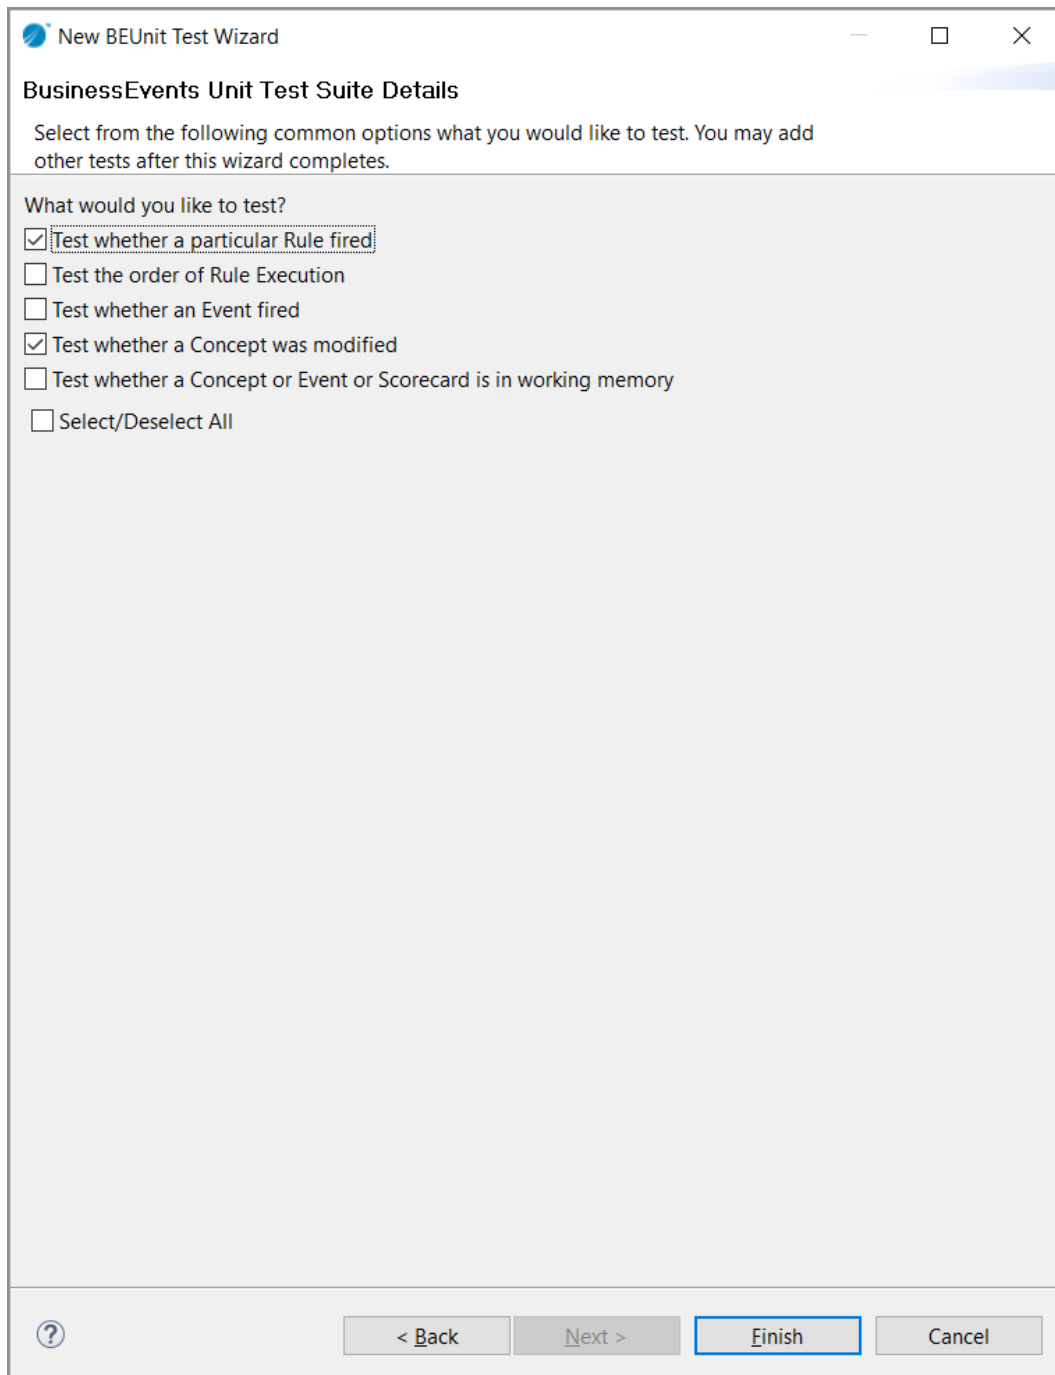 New BEUnit Test Wizard
BusinessEvents Unit Test Suite Details
Select from the following common options what you would like to test. You may add
other tests after this wizard completes.
What would you like to test?
Test whether a particular Rule fired
Test the order of Rule Execution
Test whether an Event fired
Test whether a Concept was modified
Test whether a Concept or Event or Scorecard is in working memory
Select/Deselect All
< Back
Next >
Finish
Cancel